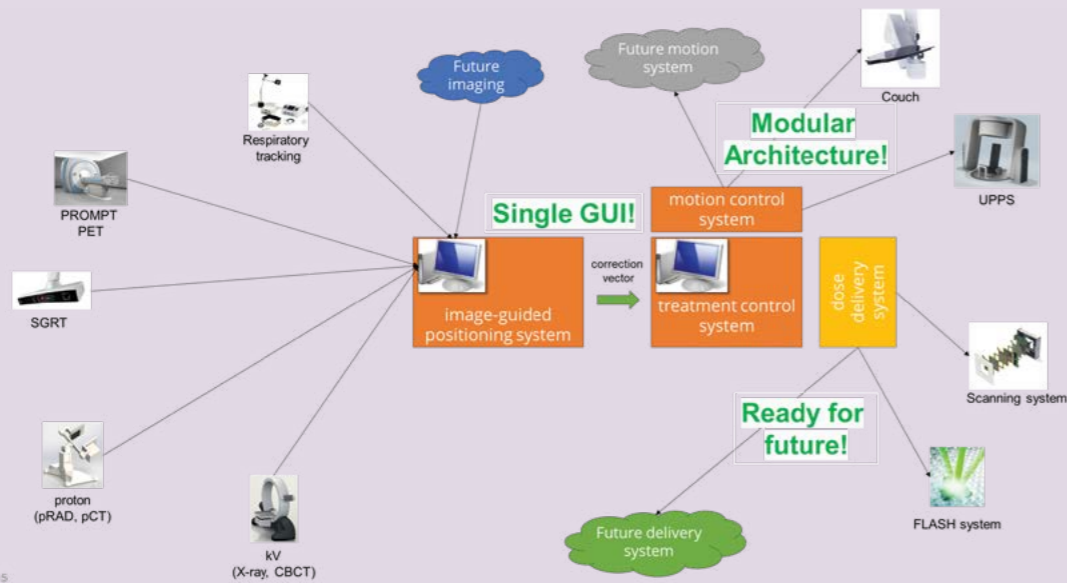 Future motion
system
Future
imaging
Couch
Respiratory
tracking
Modular
Architecture!
PROMPT
PET
UPPS
motion control
system
Single GUI!
correction
vector
image-guided
positioning system
treatment control
system
dose
delivery
system
SGRT
Scanning system
Ready for
future!
proton
(pRAD, pCT)
FLASH system
Future delivery
system
kV
(X-ray, CBCT)
5